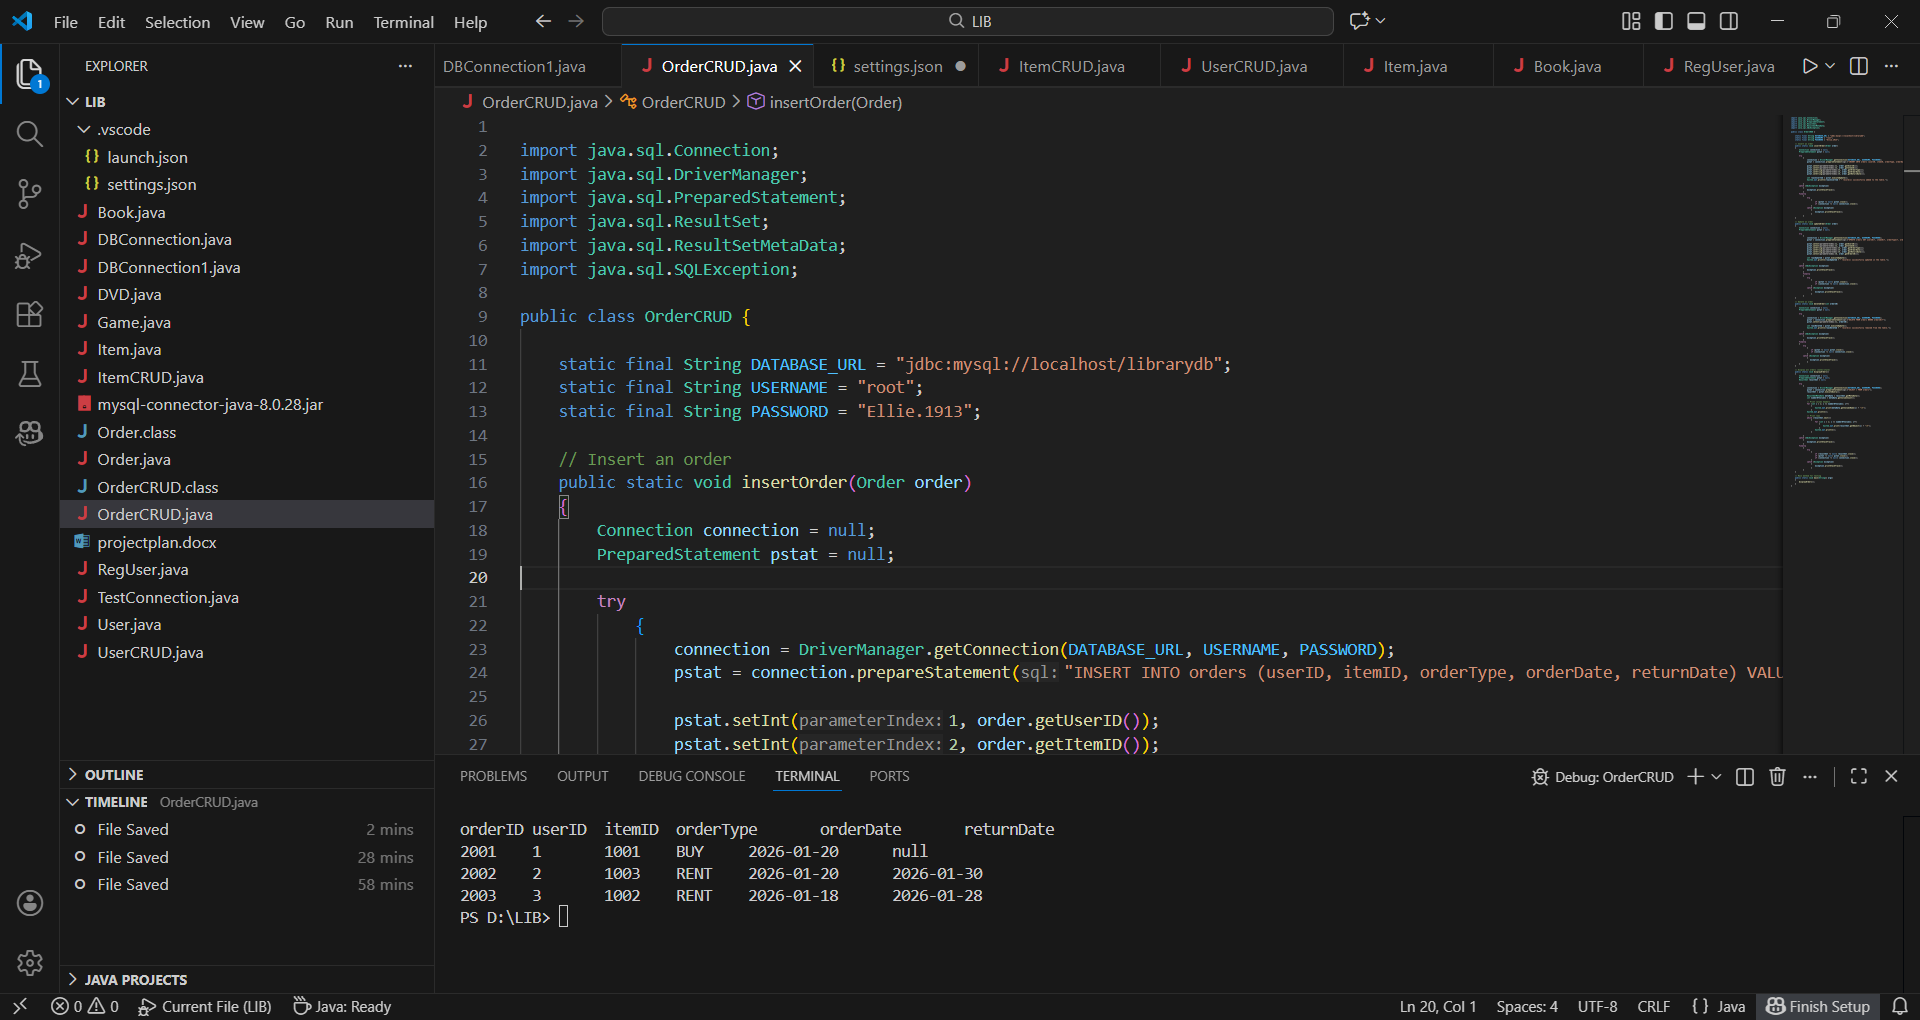 File Edit Selection View Go Run Terminal Help
LIB
EXPLORER
LIB
.vscode
launch.json
settings.json
Book.java
DBConnection.java
DBConnection1.java
DVD.java
Game.java
Item.java
ItemCRUD.java
mysql-connector-java-8.0.28.jar
Order.class
Order.java
OrderCRUD.class
OrderCRUD.java
projectplan.docx
RegUser.java
TestConnection.java
User.java
UserCRUD.java
OUTLINE
TIMELINE OrderCRUD.java
File Saved 2 mins
File Saved 28 mins
File Saved 58 mins
JAVA PROJECTS
DBConnection1.java OrderCRUD.java settings.json ItemCRUD.java UserCRUD.java Item.java Book.java RegUser.java
OrderCRUD.java > OrderCRUD > insertOrder(Order)
1
2 import java.sql.Connection;
3 import java.sql.DriverManager;
4 import java.sql.PreparedStatement;
5 import java.sql.ResultSet;
6 import java.sql.ResultSetMetaData;
7 import java.sql.SQLException;
8
9 public class OrderCRUD {
10
11 static final String DATABASE_URL = "jdbc:mysql://localhost/librarydb";
12 static final String USERNAME = "root";
13 static final String PASSWORD = "Ellie.1913";
14
15 // Insert an order
16 public static void insertOrder(Order order)
17 {
18 Connection connection = null;
19 PreparedStatement pstat = null;
20
21 try
22 {
23 connection = DriverManager.getConnection(DATABASE_URL, USERNAME, PASSWORD);
24 pstat = connection.prepareStatement(sql: "INSERT INTO orders (userID, itemID, orderType, orderDate, returnDate) VALU
25
26 pstat.setInt(parameterIndex: 1, order.getUserID());
27 pstat.setInt(parameterIndex: 2, order.getItemID());
PROBLEMS OUTPUT DEBUG CONSOLE TERMINAL PORTS
Debug: OrderCRUD
orderID userID itemID orderType orderDate returnDate
2001 1 1001 BUY 2026-01-20 null
2002 2 1003 RENT 2026-01-20 2026-01-30
2003 3 1002 RENT 2026-01-18 2026-01-28
PS D:\LIB>
0 0 Current File (LIB) Java: Ready
Ln 20, Col 1 Spaces: 4 UTF-8 CRLF {} Java Finish Setup